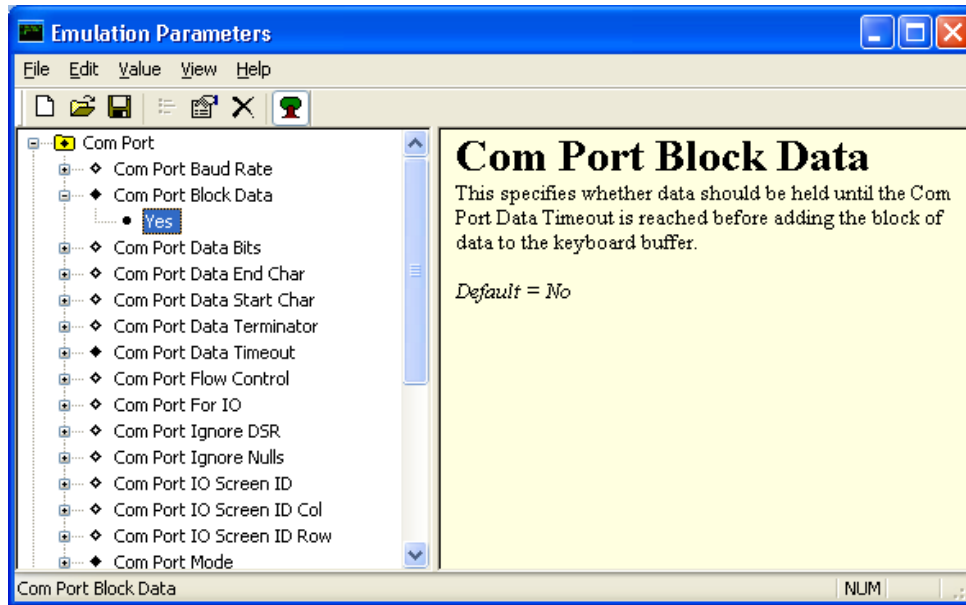 Emulation Parameters
File Edit Value View Help
Com Port
Com Port Baud Rate
Com Port Block Data
Yes
Com Port Data Bits
Com Port Data End Char
Com Port Data Start Char
Com Port Data Terminator
Com Port Data Timeout
Com Port Flow Control
Com Port For IO
Com Port Ignore DSR
Com Port Ignore Nulls
Com Port IO Screen ID
Com Port IO Screen ID Col
Com Port IO Screen ID Row
Com Port Mode
Com Port Block Data
This specifies whether data should be held until the Com
Port Data Timeout is reached before adding the block of
data to the keyboard buffer.
Default = No
Com Port Block Data
NUM